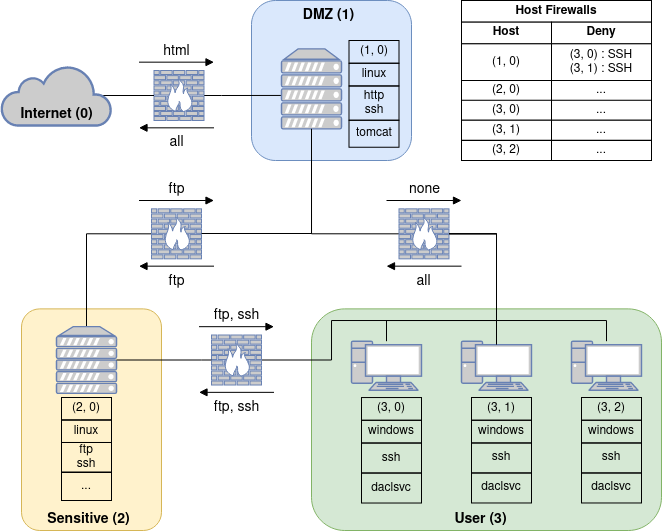 DMZ (1)
(1, 0)
linux
http
ssh
tomcat
html
all
Internet (0)
Host Firewalls
Host
Deny
(1, 0)
(3, 0) : SSH
(3, 1) : SSH
(2, 0)
...
(3, 0)
...
(3, 1)
...
(3, 2)
...
ftp
ftp
none
all
ftp, ssh
ftp, ssh
(2, 0)
linux
ftp
ssh
...
Sensitive (2)
(3, 0)
windows
ssh
daclsvc
(3, 1)
windows
ssh
daclsvc
(3, 2)
windows
ssh
daclsvc
User (3)